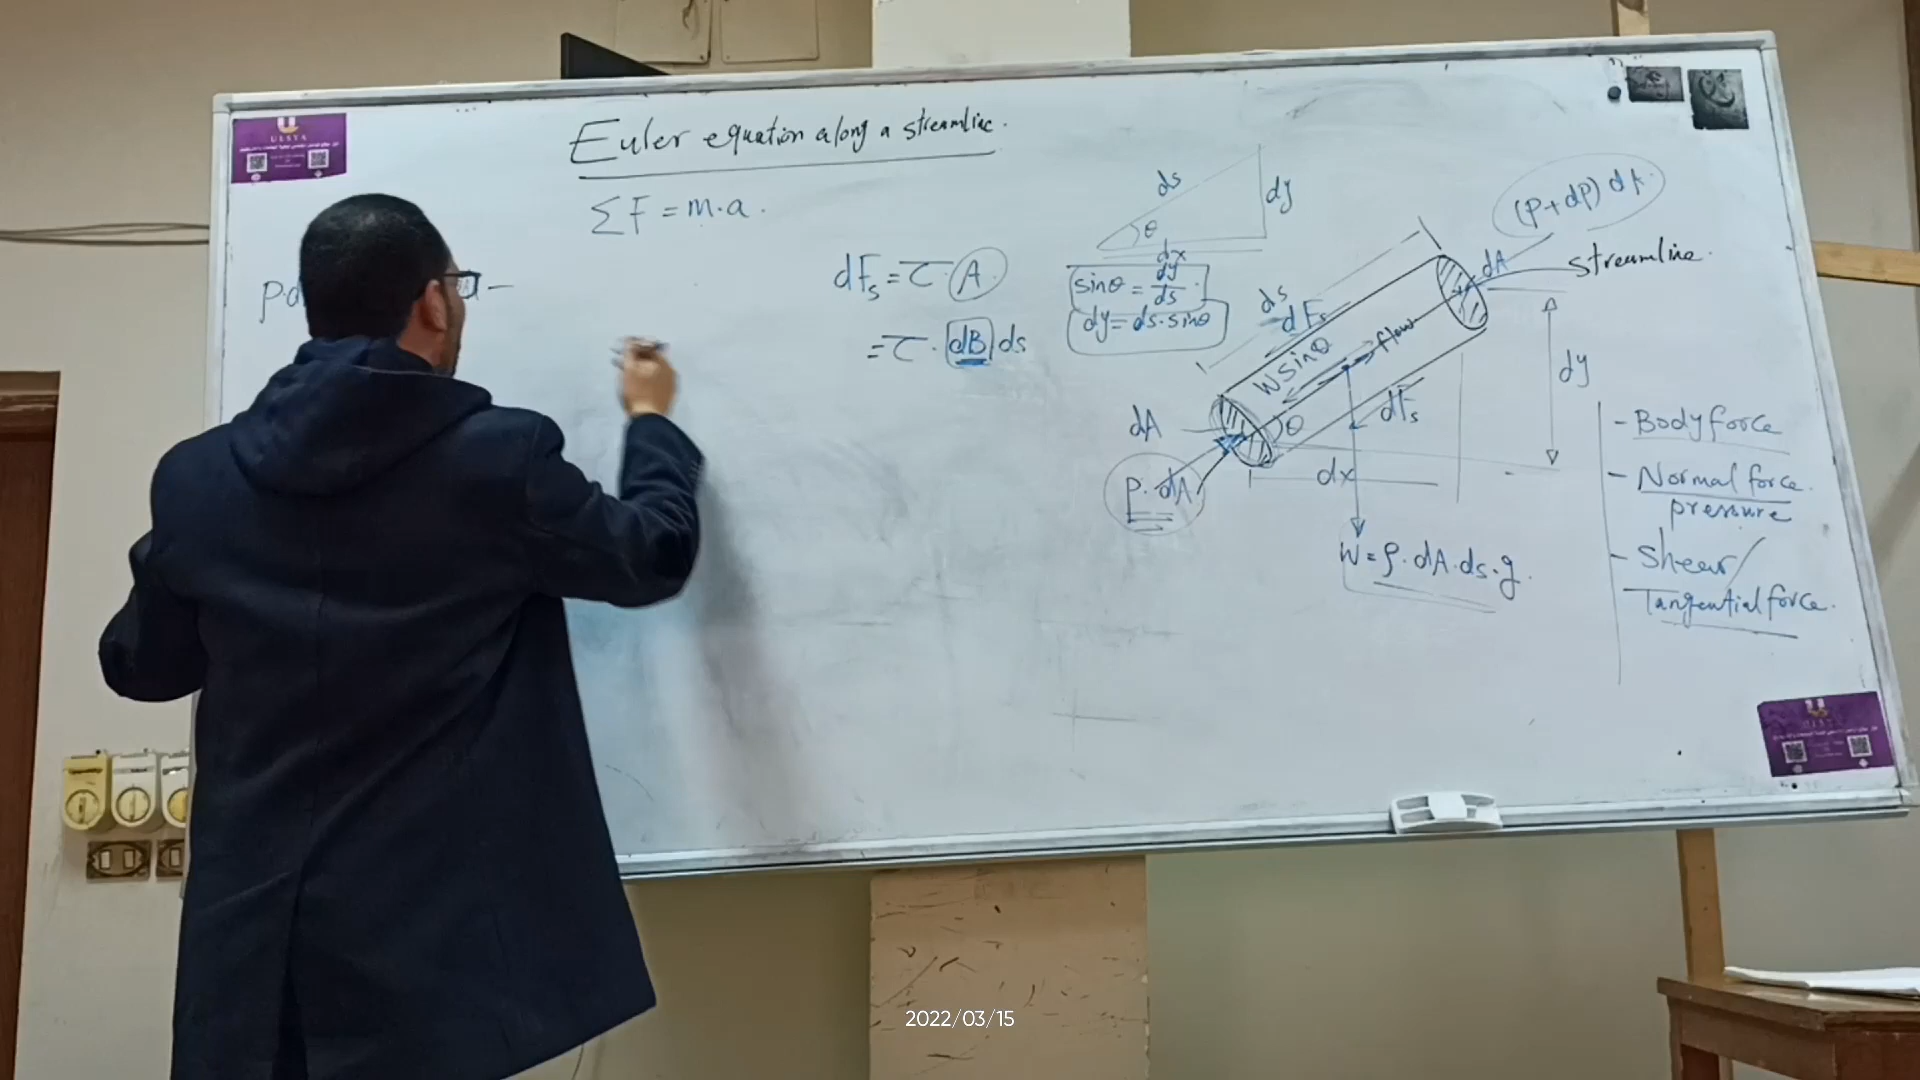 Euler equation along a streamline.
ΣF = m.a.
dFs = τ. A
= τ. dB ds
ds
dy
θ
dx
sinθ = dy/ds.
dy = ds.sinθ
(P+dP) dA.
dA
streamline.
ds
dFs
flow
W sinθ
dy
dFs
dA
θ
P. dA
dx
W = ρ. dA. ds. g.
- Body force
- Normal force.
pressure
- Shear/
Tangential force.
ULSYA
2022/03/15